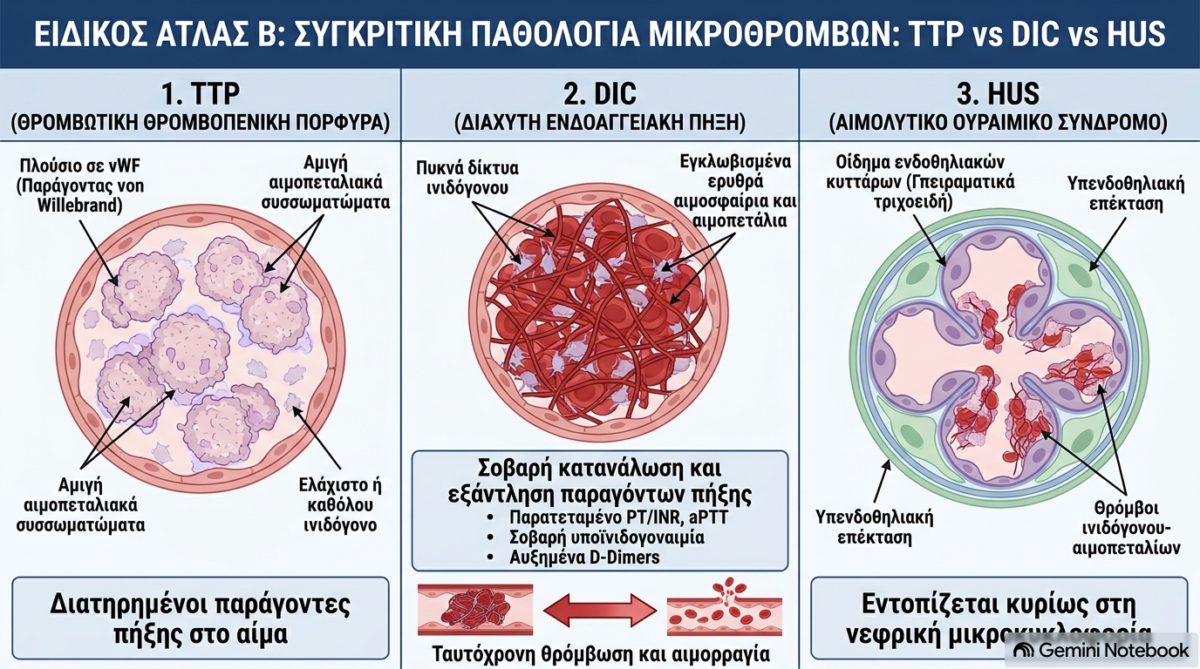 ΕΙΔΙΚΟΣ ΑΤΛΑΣ Β: ΣΥΓΚΡΙΤΙΚΗ ΠΑΘΟΛΟΓΙΑ ΜΙΚΡΟΘΡΟΜΒΩΝ: TTP vs DIC vs HUS
1. TTP
(ΘΡΟΜΒΩΤΙΚΗ ΘΡΟΜΒΟΠΕΝΙΚΗ ΠΟΡΦΥΡΑ)
Πλούσιο σε vWF
(Παράγοντας von
Willebrand)
Αμιγή
αιμοπεταλιακά
συσσωματώματα
Αμιγή
αιμοπεταλιακά
συσσωματώματα
Ελάχιστο ή
καθόλου
ινιδόγονο
Διατηρημένοι παράγοντες
πήξης στο αίμα
2. DIC
(ΔΙΑΧΥΤΗ ΕΝΔΟΑΓΓΕΙΑΚΗ ΠΗΞΗ)
Πυκνά δίκτυα
ινιδόγονου
Εγκλωβισμένα
ερυθρά
αιμοσφαίρια και
αιμοπετάλια
Σοβαρή κατανάλωση και
εξάντληση παραγόντων πήξης
• Παρατεταμένο PT/INR, aPTT
• Σοβαρή υποϊνιδογοναιμία
• Αυξημένα D-Dimers
Ταυτόχρονη θρόμβωση και αιμορραγία
3. HUS
(ΑΙΜΟΛΥΤΙΚΟ ΟΥΡΑΙΜΙΚΟ ΣΥΝΔΡΟΜΟ)
Οίδημα ενδοθηλιακών
κυττάρων (Γπειραματικά
τριχοειδή)
Υπενδοθηλιακή
επέκταση
Υπενδοθηλιακή
επέκταση
Θρόμβοι
ινιδόγονου-
αιμοπεταλίων
Εντοπίζεται κυρίως στη
νεφρική μικροκυκλοφορία
Gemini Notebook